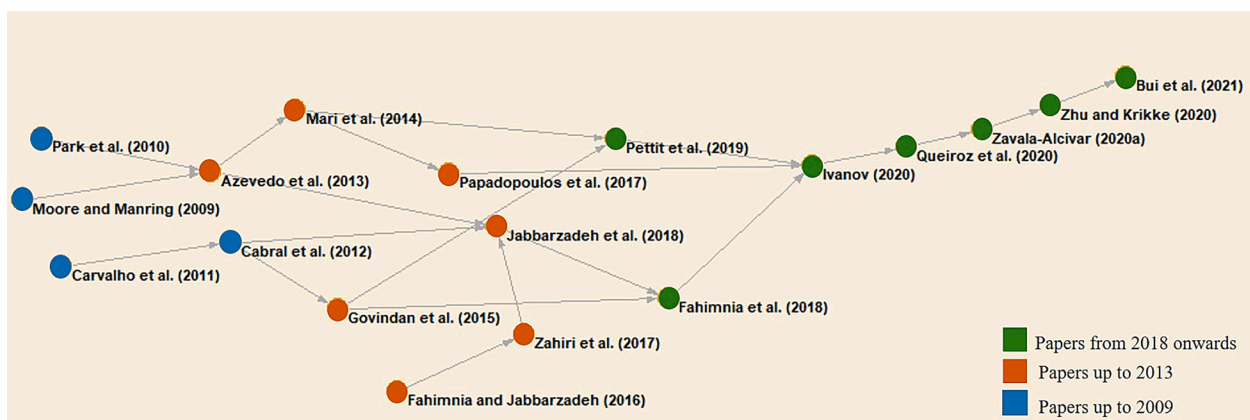 Bui et al. (2021)
Zhu and Krikke (2020)
Mari et al. (2014)
Zavala-Alcivar (2020a)
Park et al. (2010)
Pettit et al. (2019)
Queiroz et al. (2020)
Azevedo et al. (2013)
Papadopoulos et al. (2017)
Ivanov (2020)
Moore and Manring (2009)
Jabbarzadeh et al. (2018)
Cabral et al. (2012)
Carvalho et al. (2011)
Fahimnia et al. (2018)
Govindan et al. (2015)
Zahiri et al. (2017)
Fahimnia and Jabbarzadeh (2016)
Papers from 2018 onwards
Papers up to 2013
Papers up to 2009